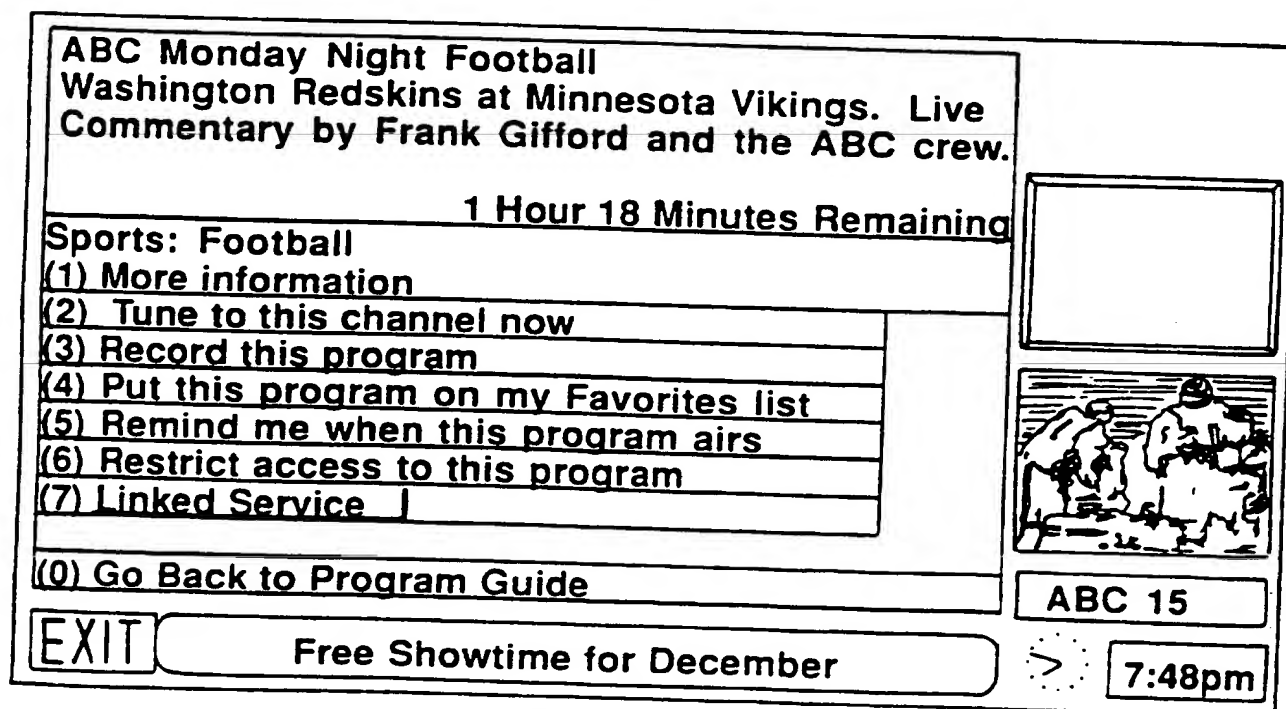 ABC Monday Night Football
Washington Redskins at Minnesota Vikings. Live
Commentary by Frank Gifford and the ABC crew.
1 Hour 18 Minutes Remaining
Sports: Football
(1) More information
(2) Tune to this channel now
(3) Record this program
(4) Put this program on my Favorites list
(5) Remind me when this program airs
(6) Restrict access to this program
(7) Linked Service
(0) Go Back to Program Guide
ABC 15
EXIT
Free Showtime for December
7:48pm